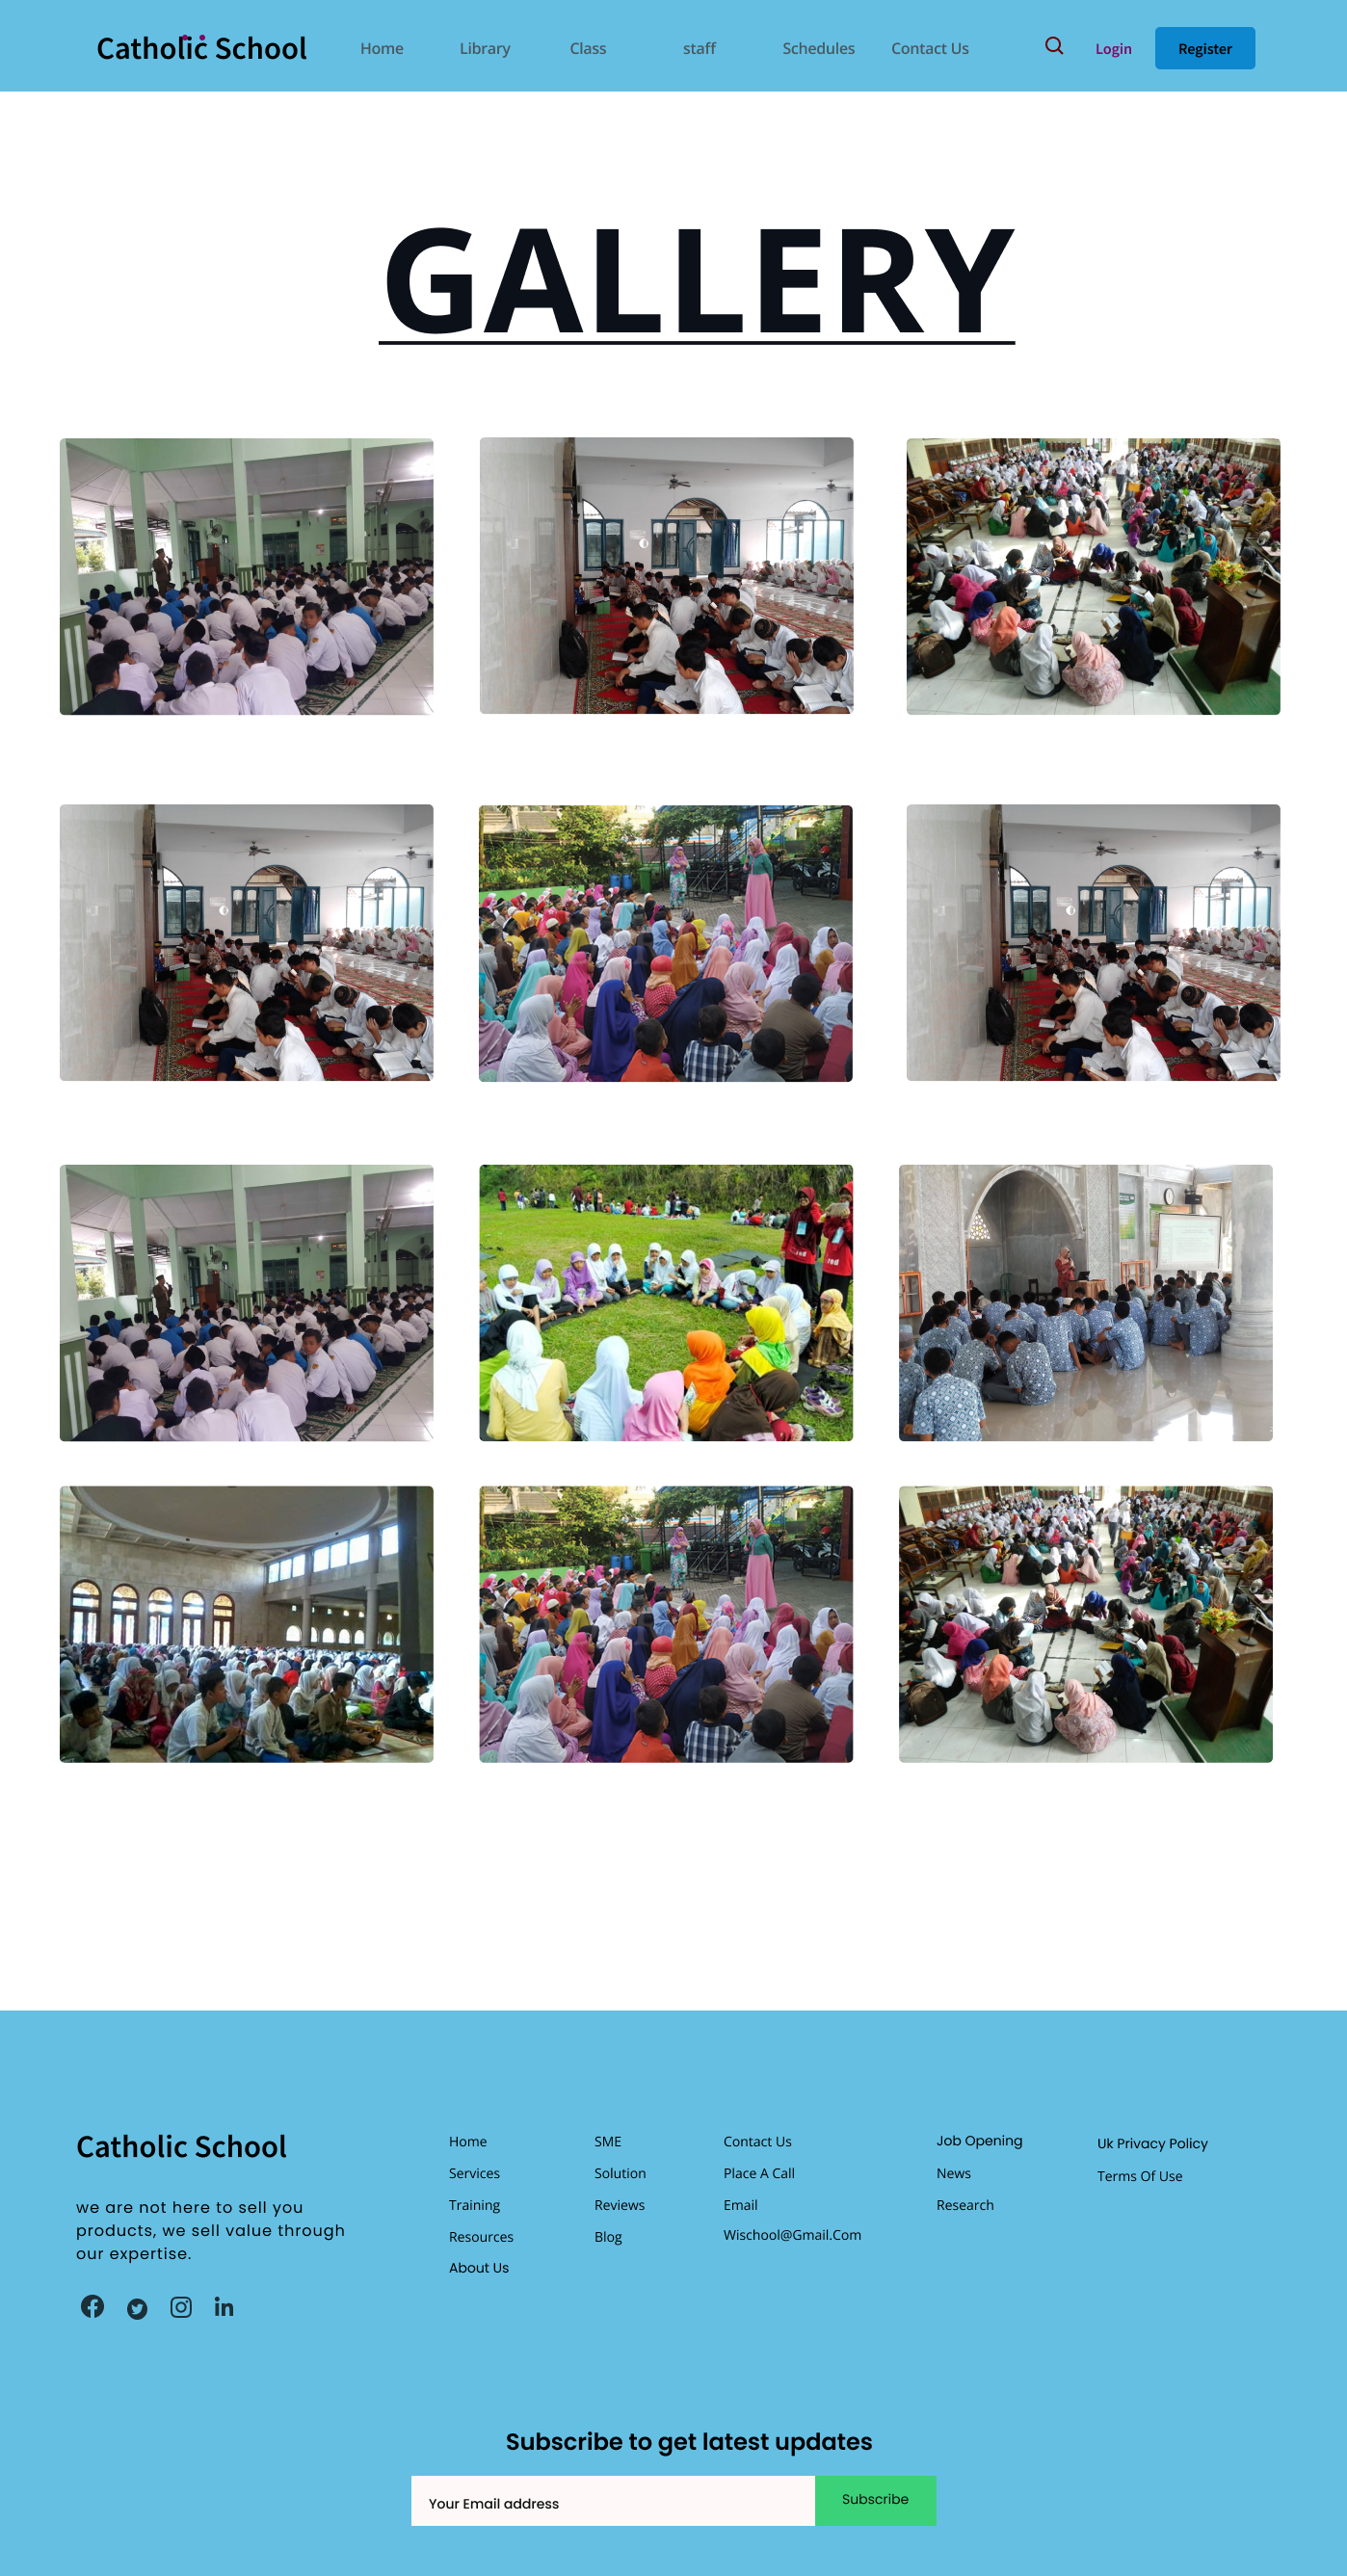 Catholic School
Home
Library
Class
staff
Schedules
Contact Us
Login
Register
GALLERY
Catholic School
we are not here to sell you
products, we sell value through
our expertise.
Home
Services
Training
Resources
About Us
SME
Solution
Reviews
Blog
Contact Us
Place A Call
Email
Wischool@Gmail.Com
Job Opening
News
Research
Uk Privacy Policy
Terms Of Use
Subscribe to get latest updates
Your Email address
Subscribe